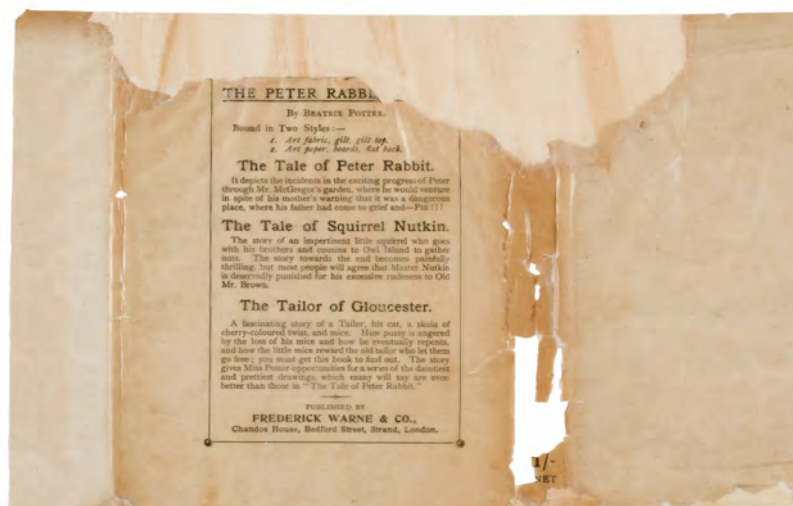 THE PETER RABB
By BEATRIX POTTER.
Bound in Two Styles:—
1. Art fabric, gilt, gilt top.
2. Art paper, boards, flat back.
The Tale of Peter Rabbit.
It depicts the incidents in the exciting progress of Peter
through Mr. McGregor's garden, where he would venture
in spite of his mother's warning that it was a dangerous
place, where his father had come to grief and—PIE!!!
The Tale of Squirrel Nutkin.
The story of an impertinent little squirrel who goes
with his brothers and cousins to Owl Island to gather
nuts. The story towards the end becomes painfully
thrilling, but most people will agree that Master Nutkin
is deservedly punished for his excessive rudeness to Old
Mr. Brown.
The Tailor of Gloucester.
A fascinating story of a Tailor, his cat, a skein of
cherry-coloured twist, and mice. How pussy is angered
by the loss of his mice and how he eventually repents,
and how the little mice reward the old tailor who let them
go free; you must get this book to find out. The story
gives Miss Potter opportunities for a series of the daintiest
and prettiest drawings, which many will say are even
better than those in "The Tale of Peter Rabbit."
PUBLISHED BY
FREDERICK WARNE & CO.,
Chandos House, Bedford Street, Strand, London.
1/-
NET